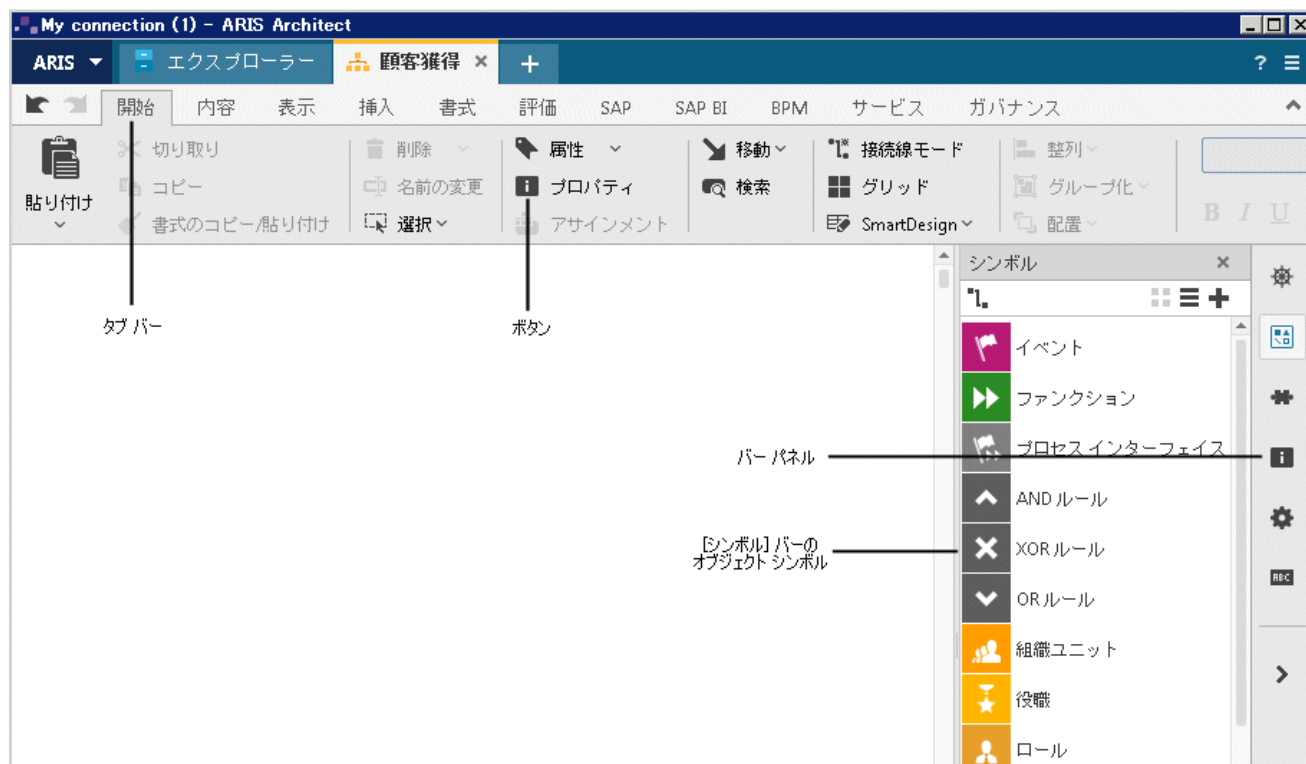 My connection (1) - ARIS Architect
ARIS エクスプローラー 顧客獲得 × + ?
開始 内容 表示 挿入 書式 評価 SAP SAP BI BPM サービス ガバナンス
切り取り 削除 属性 移動 接続線モード 整列
貼り付け コピー 名前の変更 プロパティ 検索 グリッド グループ化
書式のコピー/貼り付け 選択 アサインメント SmartDesign 配置 B I U
シンボル ×
タブ バー
ボタン
イベント
ファンクション
バー パネル
プロセス インターフェイス
AND ルール
[シンボル] バーの
オブジェクト シンボル
XOR ルール
ABC
OR ルール
組織ユニット
役職
ロール